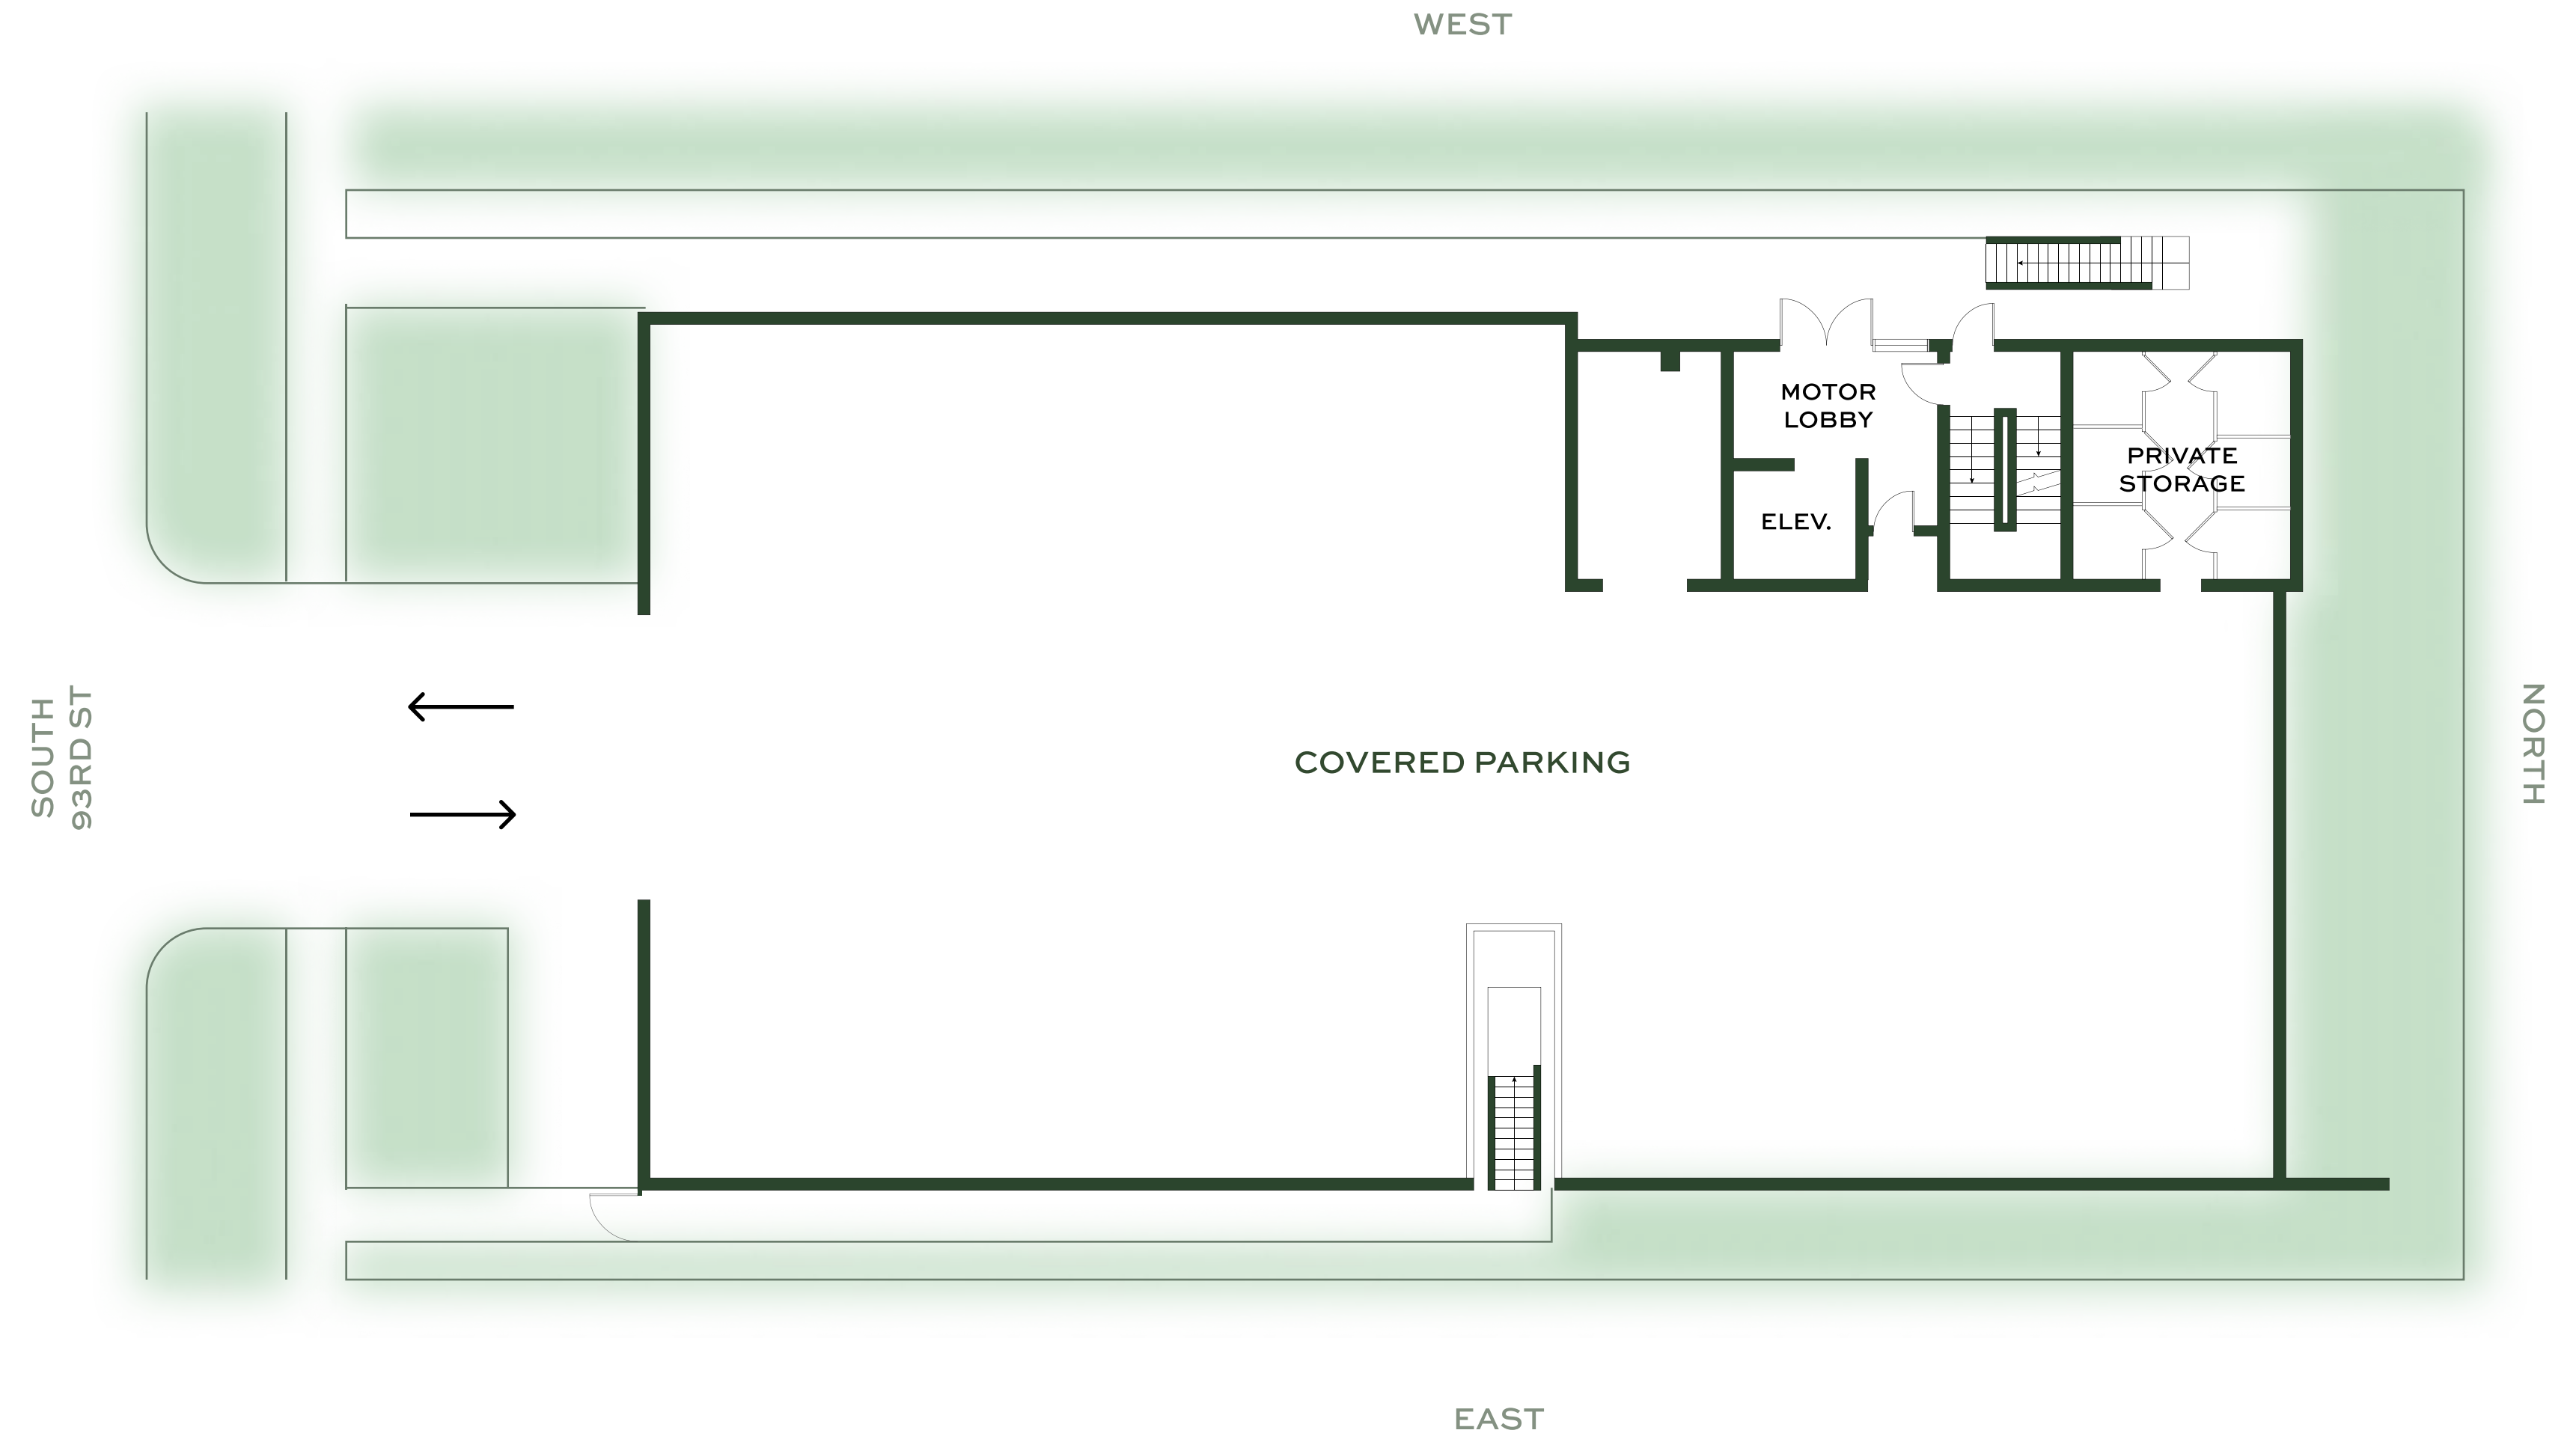 WEST
MOTOR
LOBBY
PRIVATE
STORAGE
ELEV.
SOUTH
93RD ST
COVERED PARKING
NORTH
EAST